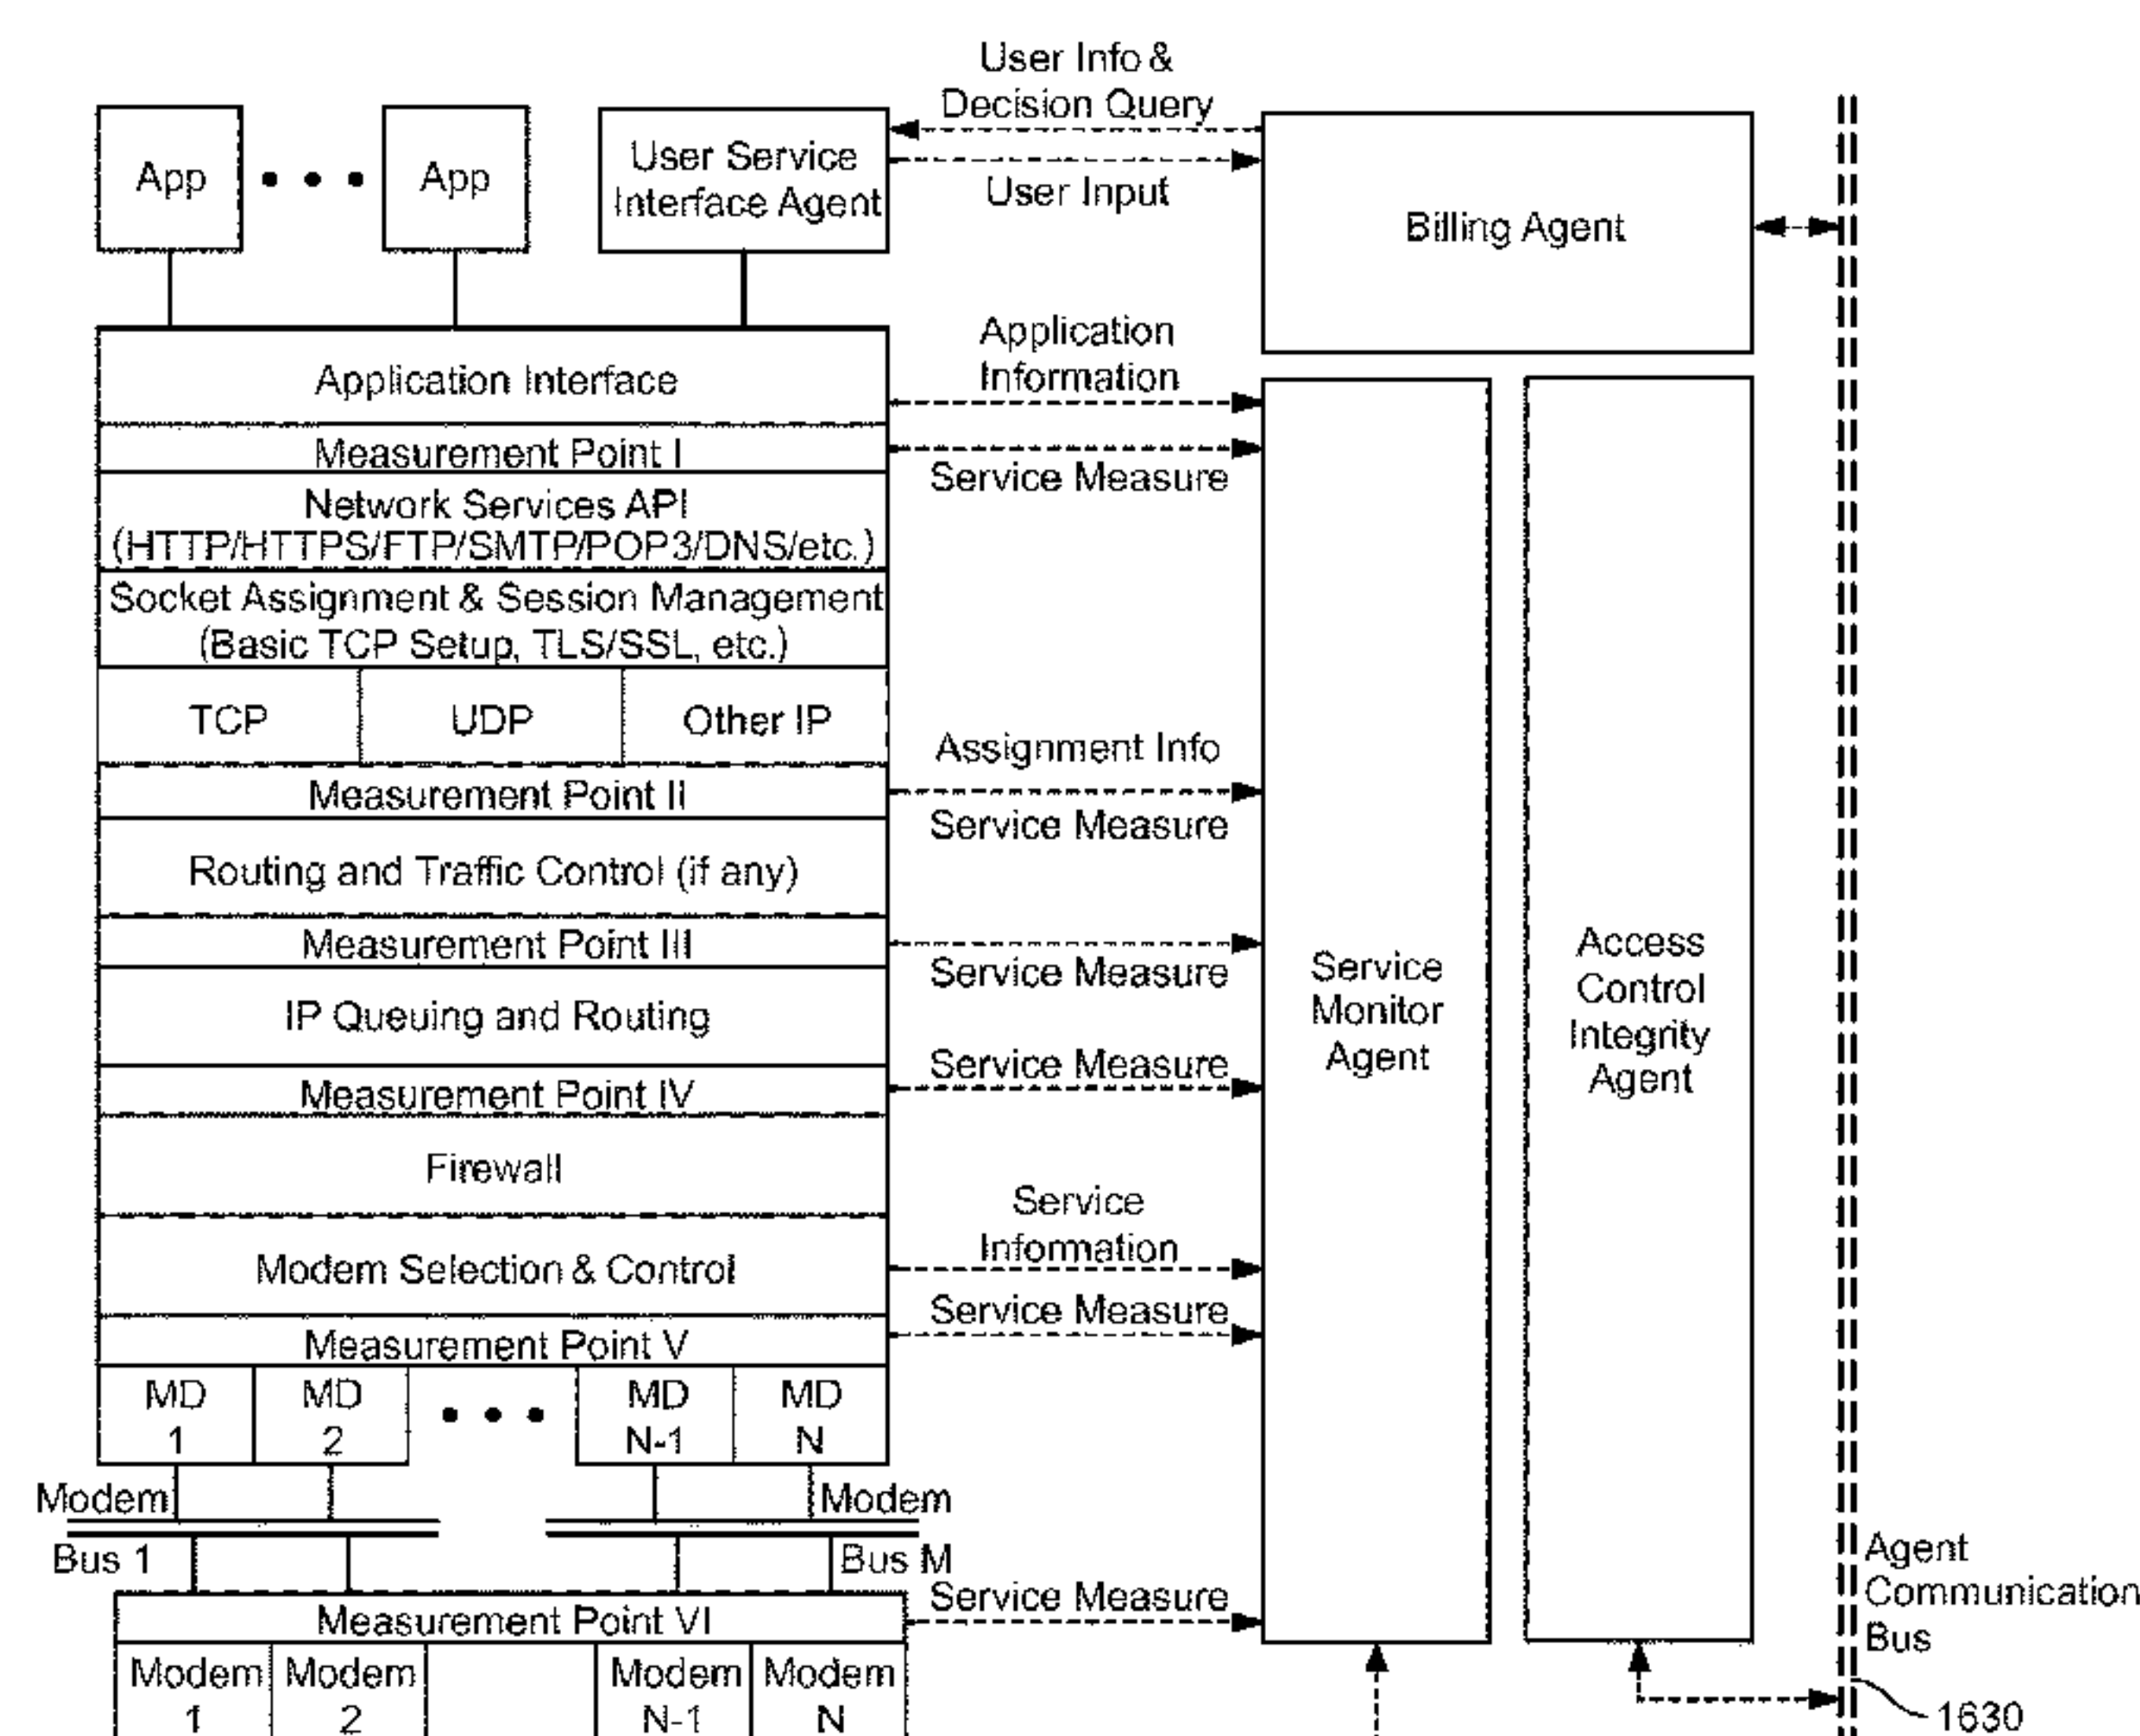 User Info &
Decision Query
App
App
User Service
Interface Agent
User Input
Billing Agent
Application Interface
Application
Information
Measurement Point I
Service Measure
Network Services API
(HTTP/HTTPS/FTP/SMTP/POP3/DNS/etc.)
Socket Assignment & Session Management
(Basic TCP Setup, TLS/SSL, etc.)
TCP
UDP
Other IP
Assignment Info
Measurement Point II
Service Measure
Routing and Traffic Control (if any)
Measurement Point III
Service Measure
IP Queuing and Routing
Service Measure
Measurement Point IV
Firewall
Service
Information
Modem Selection & Control
Service Measure
Measurement Point V
MD
1
MD
2
MD
N-1
MD
N
Modem
Bus 1
Modem
Bus M
Measurement Point VI
Service Measure
Modem
1
Modem
2
Modem
N-1
Modem
N
Service
Monitor
Agent
Access
Control
Integrity
Agent
Agent
Communication
Bus
1630